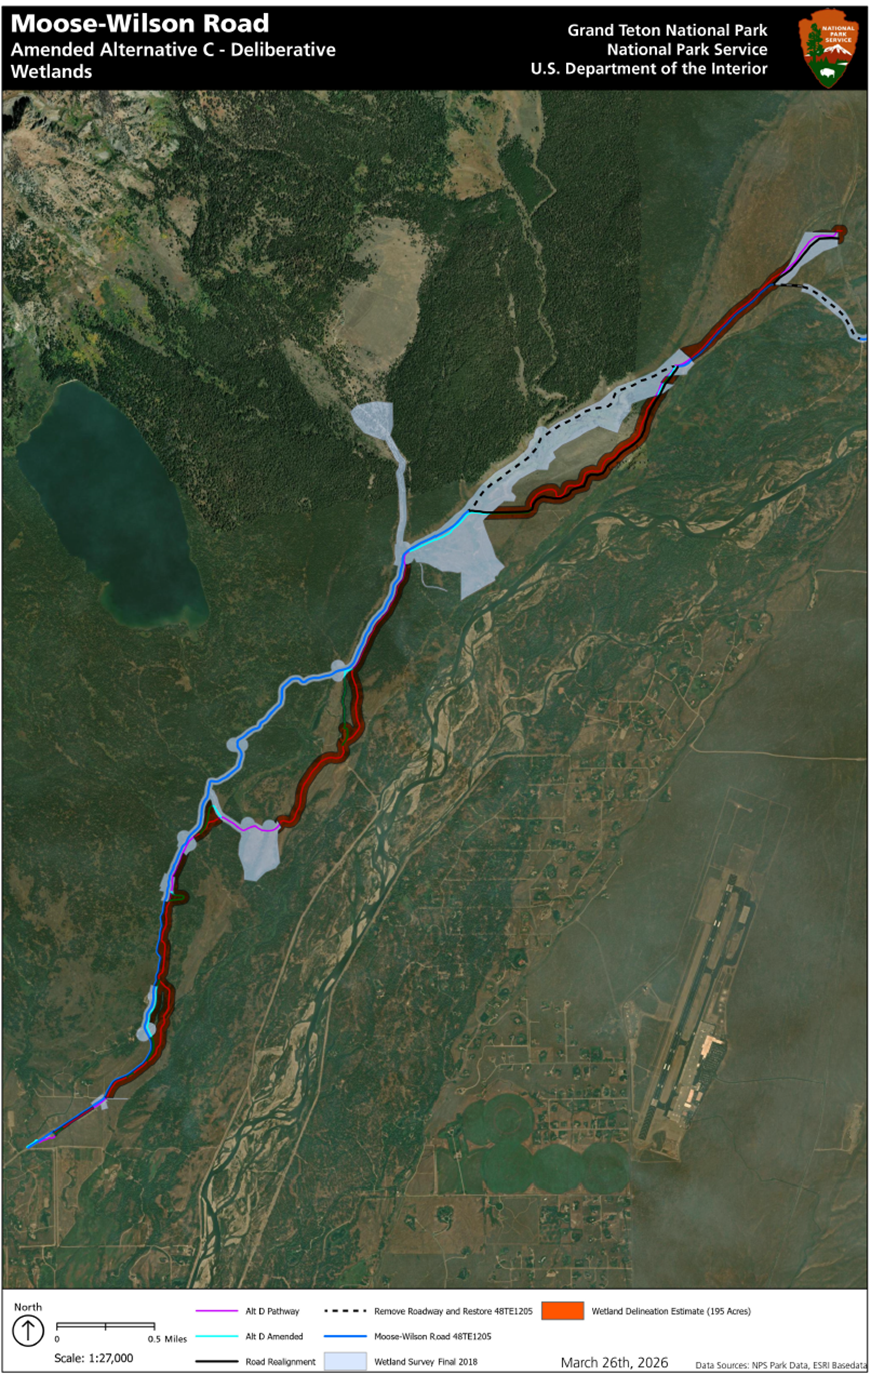 Moose-Wilson Road
Amended Alternative C - Deliberative
Wetlands
Grand Teton National Park
National Park Service
U.S. Department of the Interior
NATIONAL
PARK
SERVICE
North
0 0.5 Miles
Scale: 1:27,000
Alt D Pathway
Alt D Amended
Road Realignment
Remove Roadway and Restore 48TE1205
Moose-Wilson Road 48TE1205
Wetland Survey Final 2018
Wetland Delineation Estimate (195 Acres)
March 26th, 2026
Data Sources: NPS Park Data, ESRI Basedata